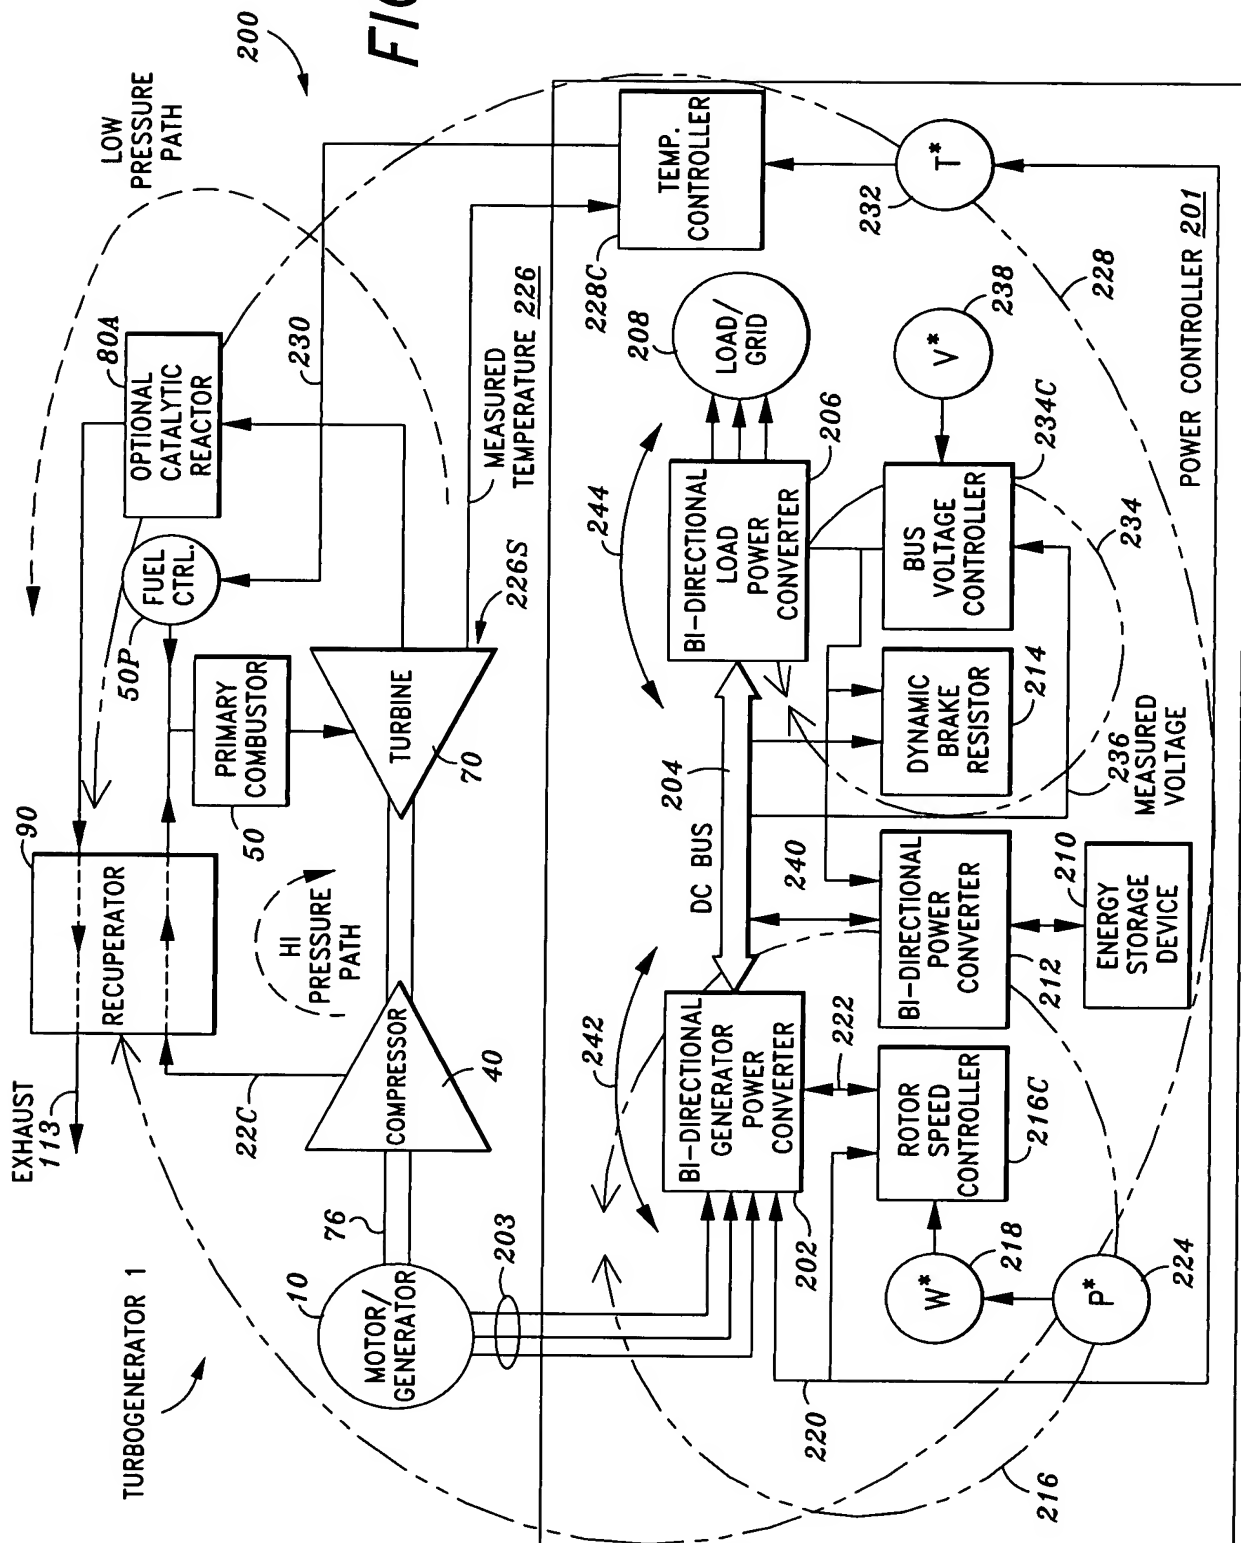 FIG
200
LOW
PRESSURE
PATH
TURBOGENERATOR 1
EXHAUST
113
90
RECUPERATOR
22C
HI
PRESSURE
PATH
50P
FUEL
CTRL.
80A
OPTIONAL
CATALYTIC
REACTOR
230
PRIMARY
COMBUSTOR
50
10
MOTOR/
GENERATOR
76
COMPRESSOR
40
TURBINE
70
226S
MEASURED
TEMPERATURE 226
203
228C
TEMP.
CONTROLLER
242
BI-DIRECTIONAL
GENERATOR
POWER
CONVERTER
202
204
DC BUS
244
BI-DIRECTIONAL
LOAD
POWER
CONVERTER
206
208
LOAD/
GRID
232
T*
220
222
240
W*
218
ROTOR
SPEED
CONTROLLER
216C
BI-DIRECTIONAL
POWER
CONVERTER
212
DYNAMIC
BRAKE
RESISTOR
214
BUS
VOLTAGE
CONTROLLER
234C
V*
238
216
P*
224
210
ENERGY
STORAGE
DEVICE
236
MEASURED
VOLTAGE
234
228
POWER CONTROLLER 201